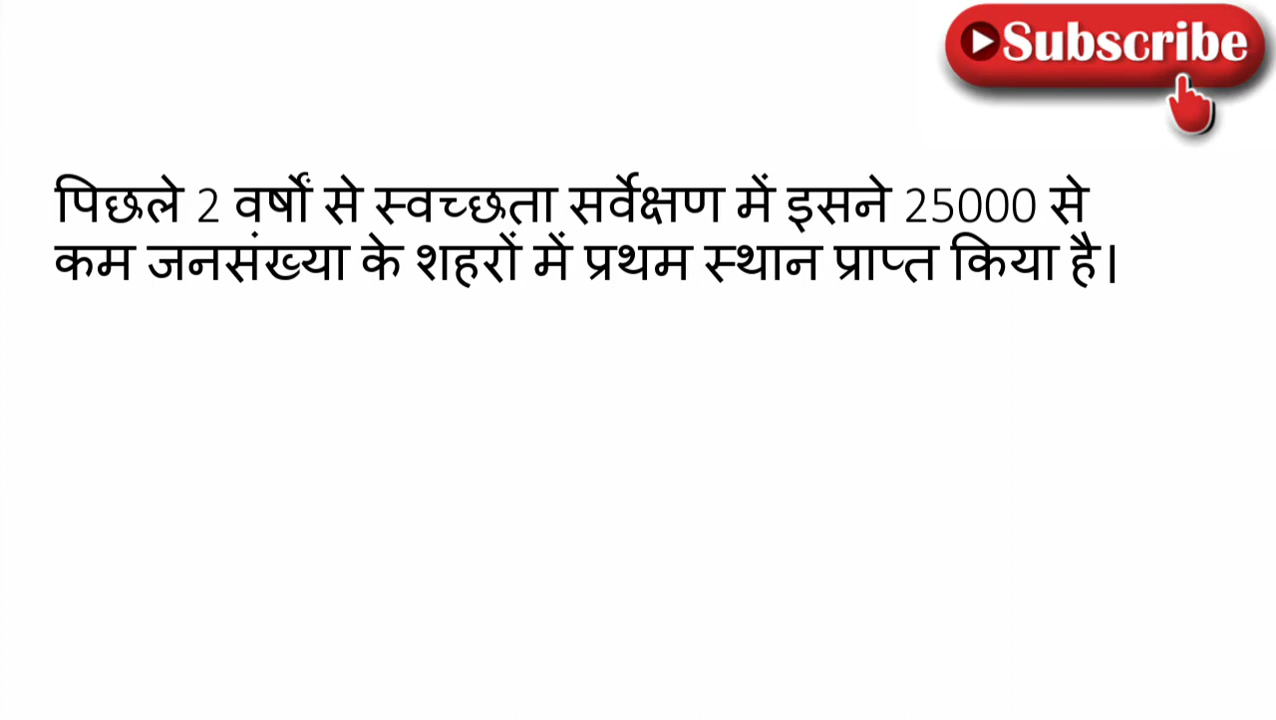 Subscribe
पिछले 2 वर्षों से स्वच्छता सर्वेक्षण में इसने 25000 से
कम जनसंख्या के शहरों में प्रथम स्थान प्राप्त किया है।